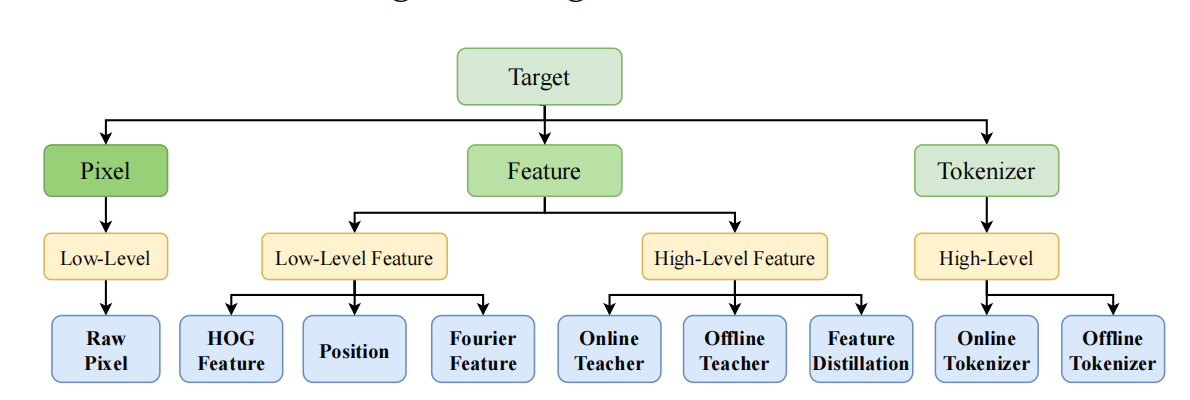 Target
Pixel
Feature
Tokenizer
Low-Level
Low-Level Feature
High-Level Feature
High-Level
Raw
Pixel
HOG
Feature
Position
Fourier
Feature
Online
Teacher
Offline
Teacher
Feature
Distillation
Online
Tokenizer
Offline
Tokenizer